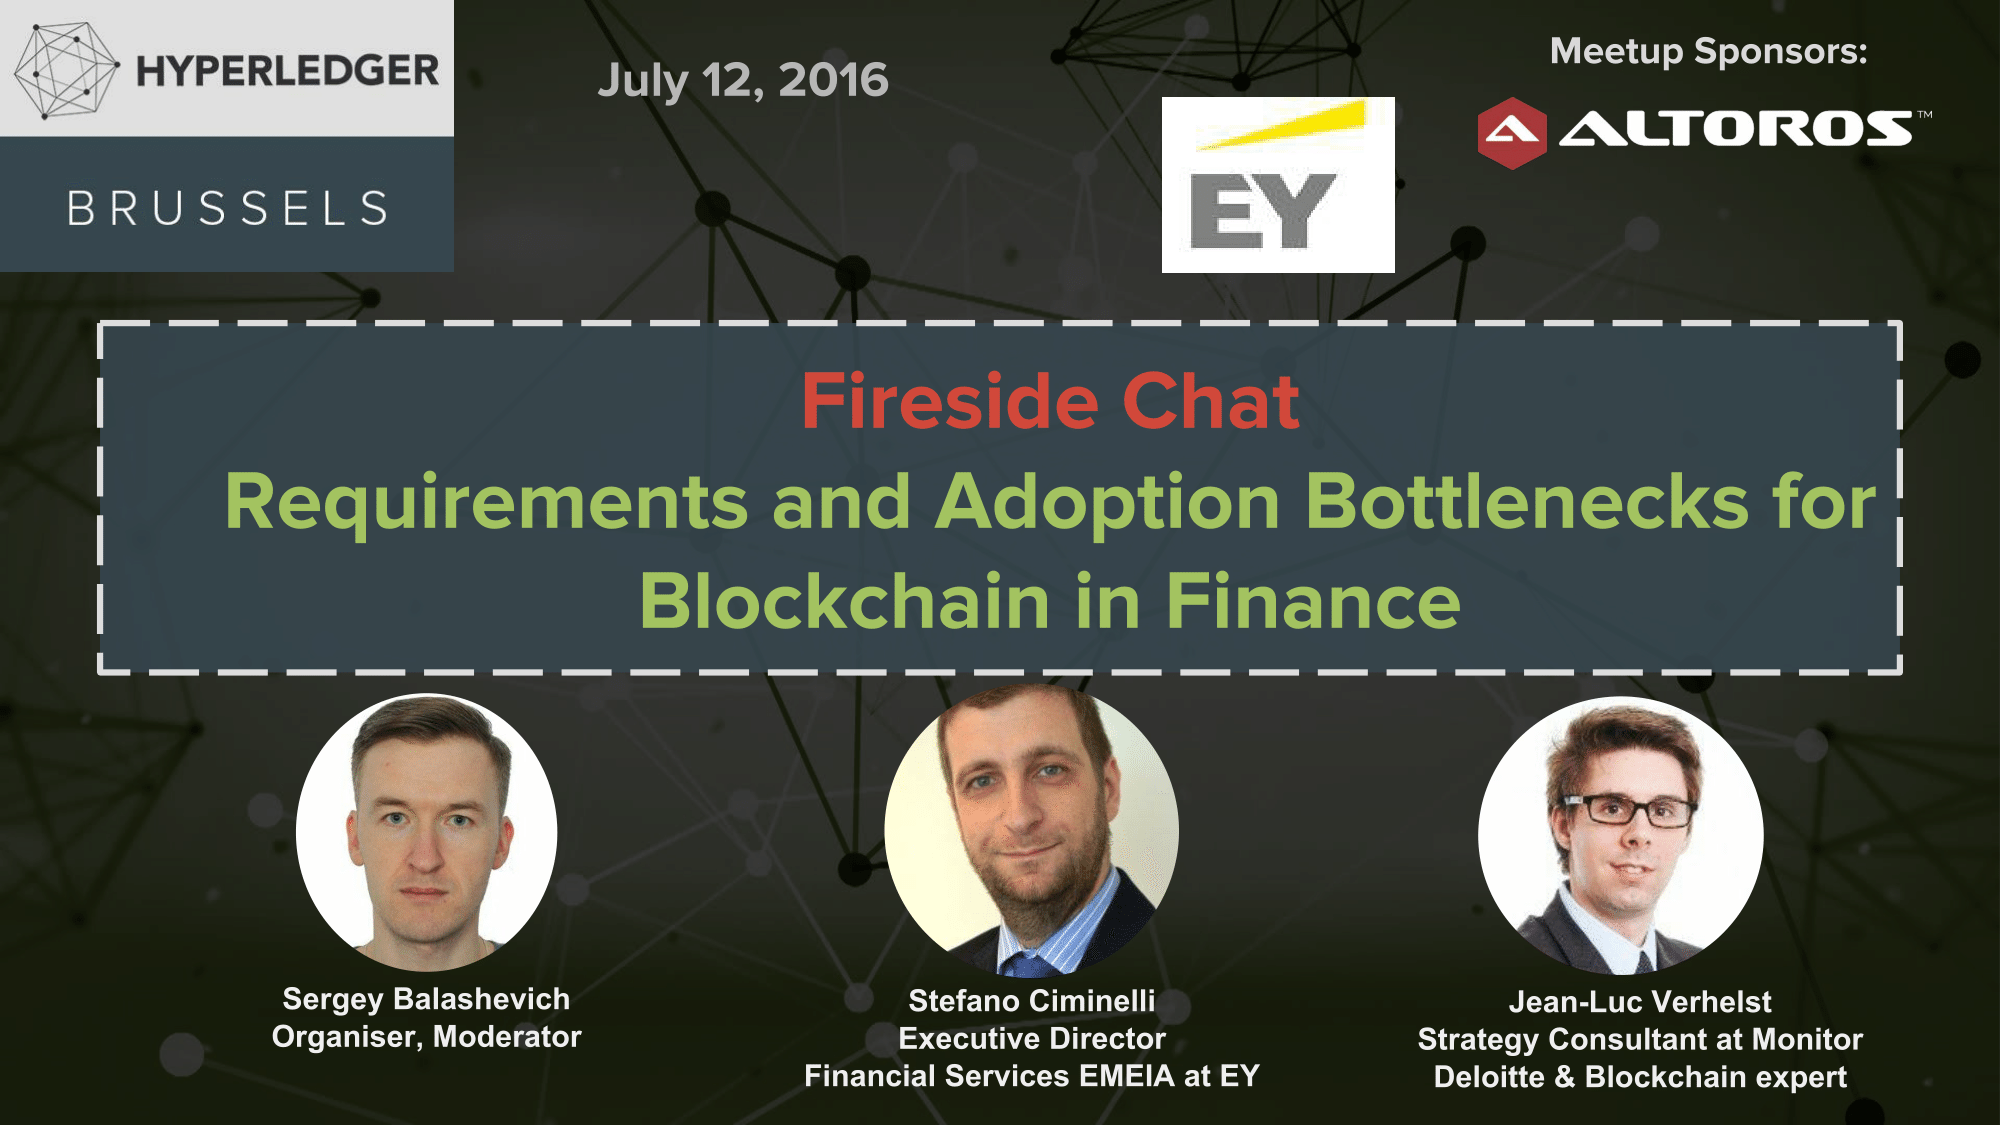 HYPERLEDGER
BRUSSELS
July 12, 2016
Meetup Sponsors:
EY
ALTOROS™
Fireside Chat
Requirements and Adoption Bottlenecks for
Blockchain in Finance
Sergey Balashevich
Organiser, Moderator
Stefano Ciminelli
Executive Director
Financial Services EMEIA at EY
Jean-Luc Verhelst
Strategy Consultant at Monitor
Deloitte & Blockchain expert